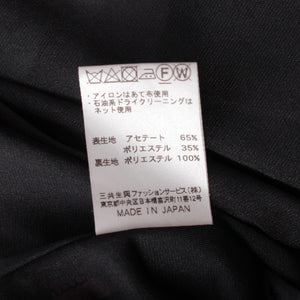 F W
・アイロンはあて布使用
・石油系ドライクリーニングは
ネット使用
表生地 アセテート 65%
ポリエステル 35%
裏生地 ポリエステル 100%
三共生興ファッションサービス(株)
東京都中央区日本橋富沢町11番12号
MADE IN JAPAN